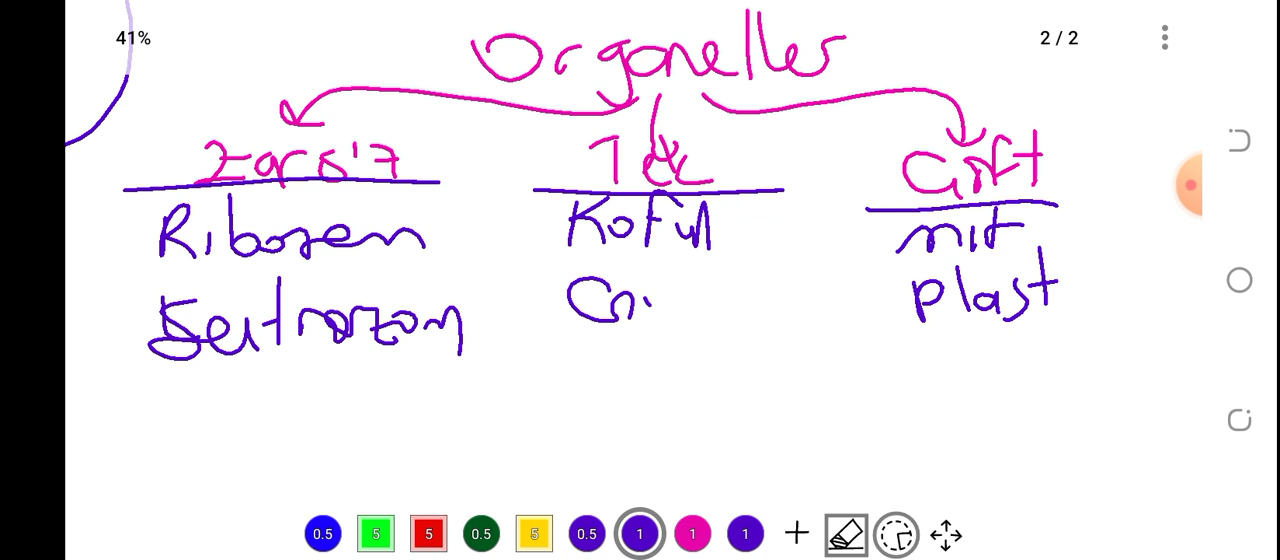 41%
2 / 2
Organeller
Zarsız Tek Çift
Ribozom Koful mit
Sentrozom plast
0.5 5 5 0.5 5 0.5 1 1 1